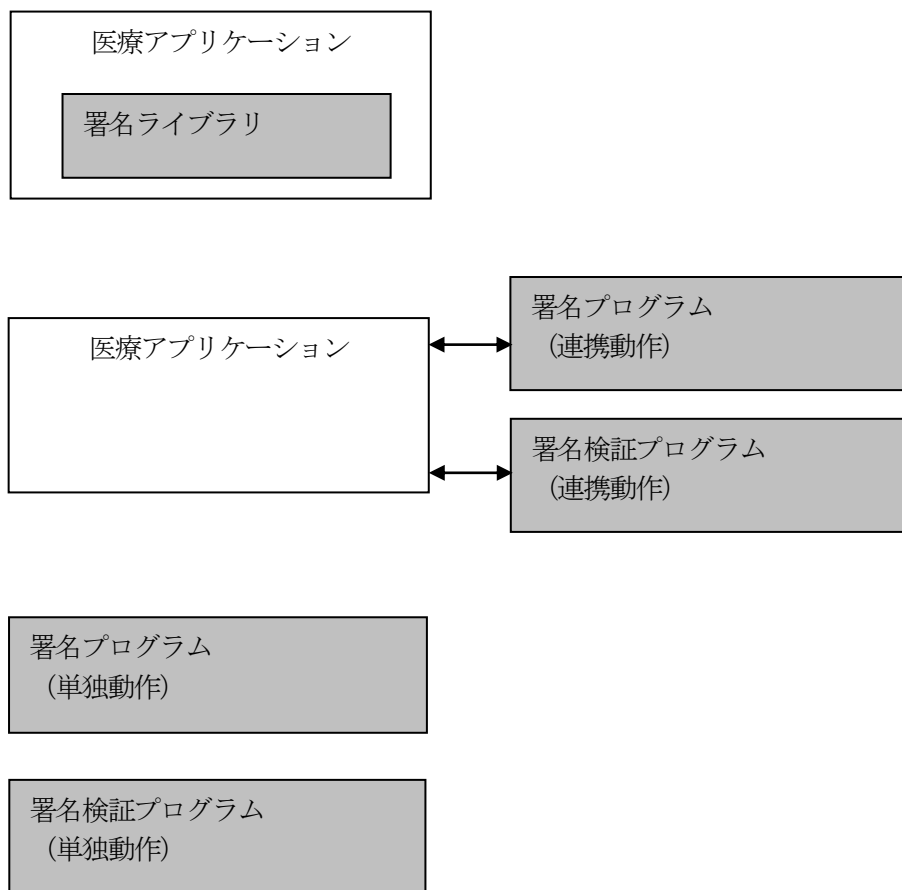 医療アプリケーション
署名ライブラリ
医療アプリケーション
署名プログラム
(連携動作)
署名検証プログラム
(連携動作)
署名プログラム
(単独動作)
署名検証プログラム
(単独動作)